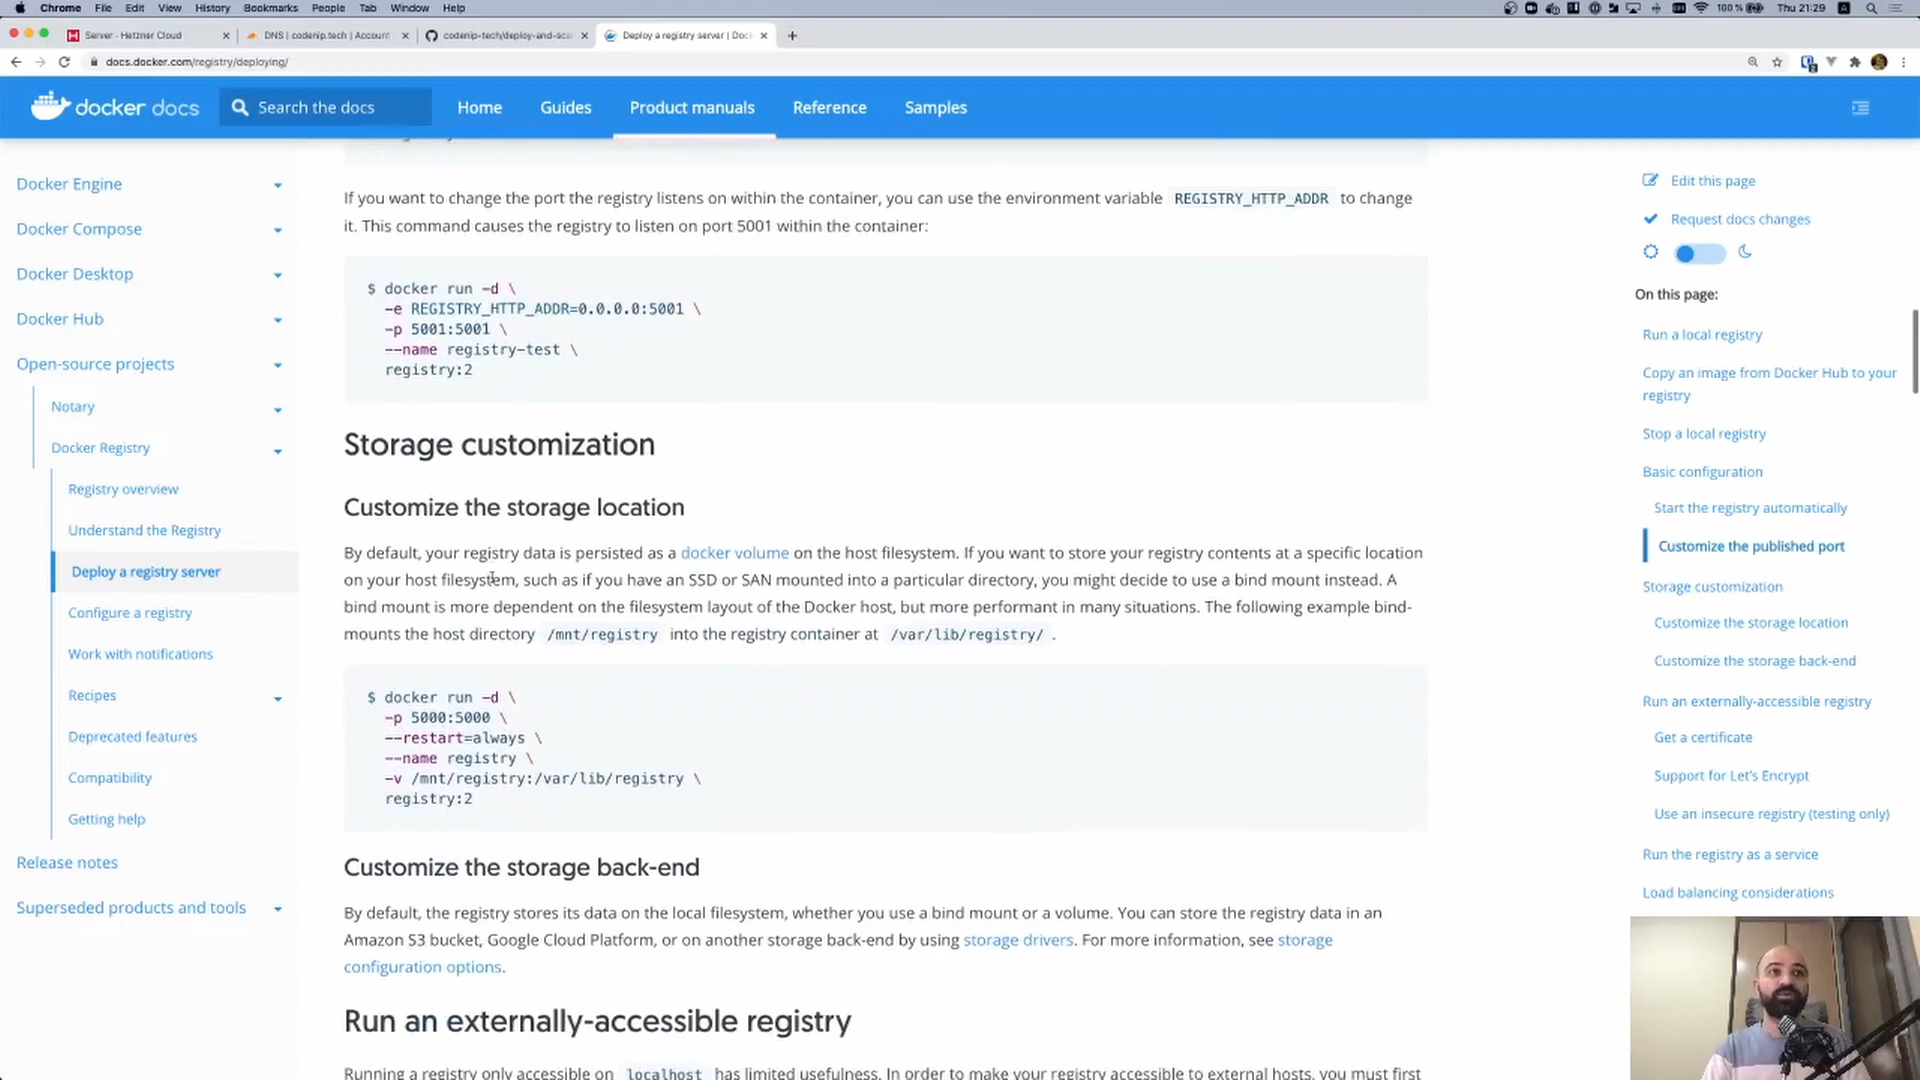 Chrome File Edit View History Bookmarks People Tab Window Help
100 % Thu 21:29 A
Server - Hetzner Cloud
DNS | codenip.tech | Account
codenip-tech/deploy-and-sca
Deploy a registry server | Doc
docs.docker.com/registry/deploying/
docker docs
Search the docs
Home
Guides
Product manuals
Reference
Samples
Docker Engine
Docker Compose
Docker Desktop
Docker Hub
Open-source projects
Notary
Docker Registry
Registry overview
Understand the Registry
Deploy a registry server
Configure a registry
Work with notifications
Recipes
Deprecated features
Compatibility
Getting help
Release notes
Superseded products and tools
If you want to change the port the registry listens on within the container, you can use the environment variable REGISTRY_HTTP_ADDR to change
it. This command causes the registry to listen on port 5001 within the container:
$ docker run -d \
-e REGISTRY_HTTP_ADDR=0.0.0.0:5001 \
-p 5001:5001 \
--name registry-test \
registry:2
Storage customization
Customize the storage location
By default, your registry data is persisted as a docker volume on the host filesystem. If you want to store your registry contents at a specific location
on your host filesystem, such as if you have an SSD or SAN mounted into a particular directory, you might decide to use a bind mount instead. A
bind mount is more dependent on the filesystem layout of the Docker host, but more performant in many situations. The following example bind-
mounts the host directory /mnt/registry into the registry container at /var/lib/registry/ .
$ docker run -d \
-p 5000:5000 \
--restart=always \
--name registry \
-v /mnt/registry:/var/lib/registry \
registry:2
Customize the storage back-end
By default, the registry stores its data on the local filesystem, whether you use a bind mount or a volume. You can store the registry data in an
Amazon S3 bucket, Google Cloud Platform, or on another storage back-end by using storage drivers. For more information, see storage
configuration options.
Run an externally-accessible registry
Running a registry only accessible on localhost has limited usefulness. In order to make your registry accessible to external hosts, you must first
Edit this page
Request docs changes
On this page:
Run a local registry
Copy an image from Docker Hub to your
registry
Stop a local registry
Basic configuration
Start the registry automatically
Customize the published port
Storage customization
Customize the storage location
Customize the storage back-end
Run an externally-accessible registry
Get a certificate
Support for Let's Encrypt
Use an insecure registry (testing only)
Run the registry as a service
Load balancing considerations